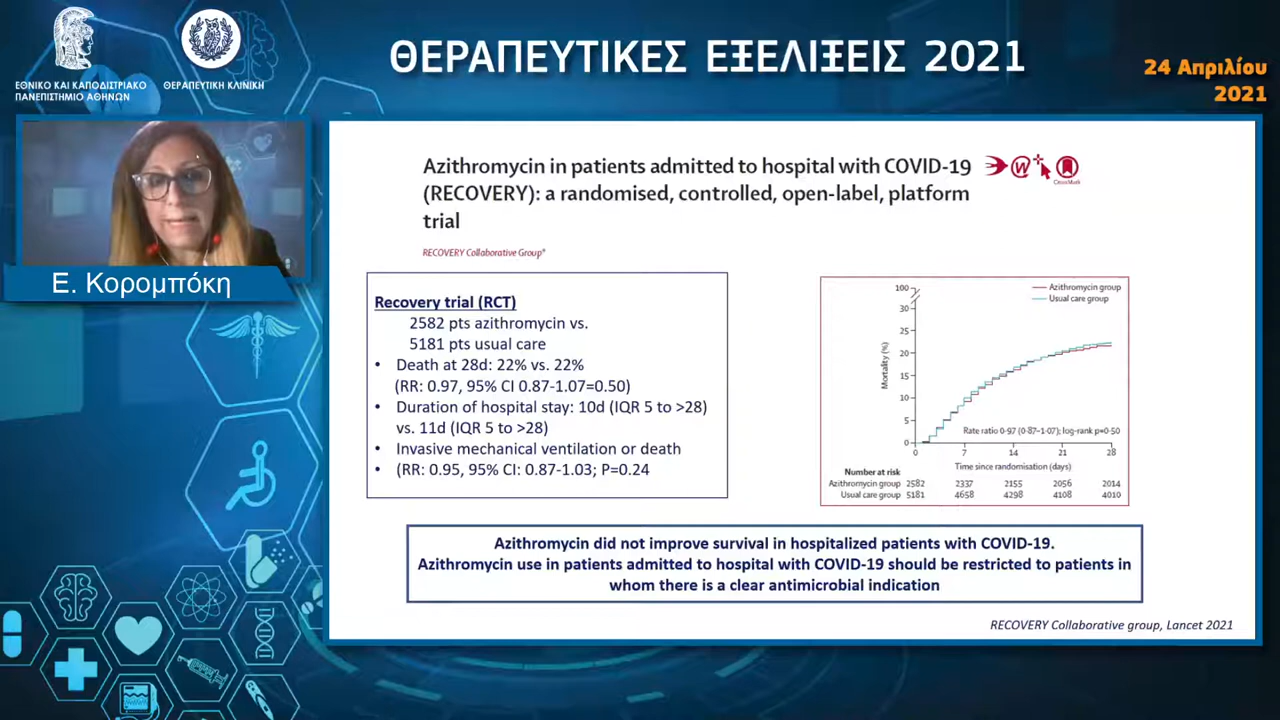 ΕΘΝΙΚΟ ΚΑΙ ΚΑΠΟΔΙΣΤΡΙΑΚΟ
ΠΑΝΕΠΙΣΤΗΜΙΟ ΑΘΗΝΩΝ
ΘΕΡΑΠΕΥΤΙΚΗ ΚΛΙΝΙΚΗ
ΘΕΡΑΠΕΥΤΙΚΕΣ ΕΞΕΛΙΞΕΙΣ 2021
24 Απριλίου
2021
Ε. Κορομπόκη
Azithromycin in patients admitted to hospital with COVID-19
(RECOVERY): a randomised, controlled, open-label, platform
trial
CrossMark
RECOVERY Collaborative Group*
Recovery trial (RCT)
2582 pts azithromycin vs.
5181 pts usual care
• Death at 28d: 22% vs. 22%
(RR: 0.97, 95% CI 0.87-1.07=0.50)
• Duration of hospital stay: 10d (IQR 5 to >28)
vs. 11d (IQR 5 to >28)
• Invasive mechanical ventilation or death
• (RR: 0.95, 95% CI: 0.87-1.03; P=0.24
Azithromycin group
Usual care group
100
30
25
20
15
10
5
0
Mortality (%)
Rate ratio 0·97 (0·87–1·07); log-rank p=0·50
0 7 14 21 28
Time since randomisation (days)
Number at risk
Azithromycin group 2582 2337 2155 2056 2014
Usual care group 5181 4658 4298 4108 4010
Azithromycin did not improve survival in hospitalized patients with COVID-19.
Azithromycin use in patients admitted to hospital with COVID-19 should be restricted to patients in
whom there is a clear antimicrobial indication
RECOVERY Collaborative group, Lancet 2021